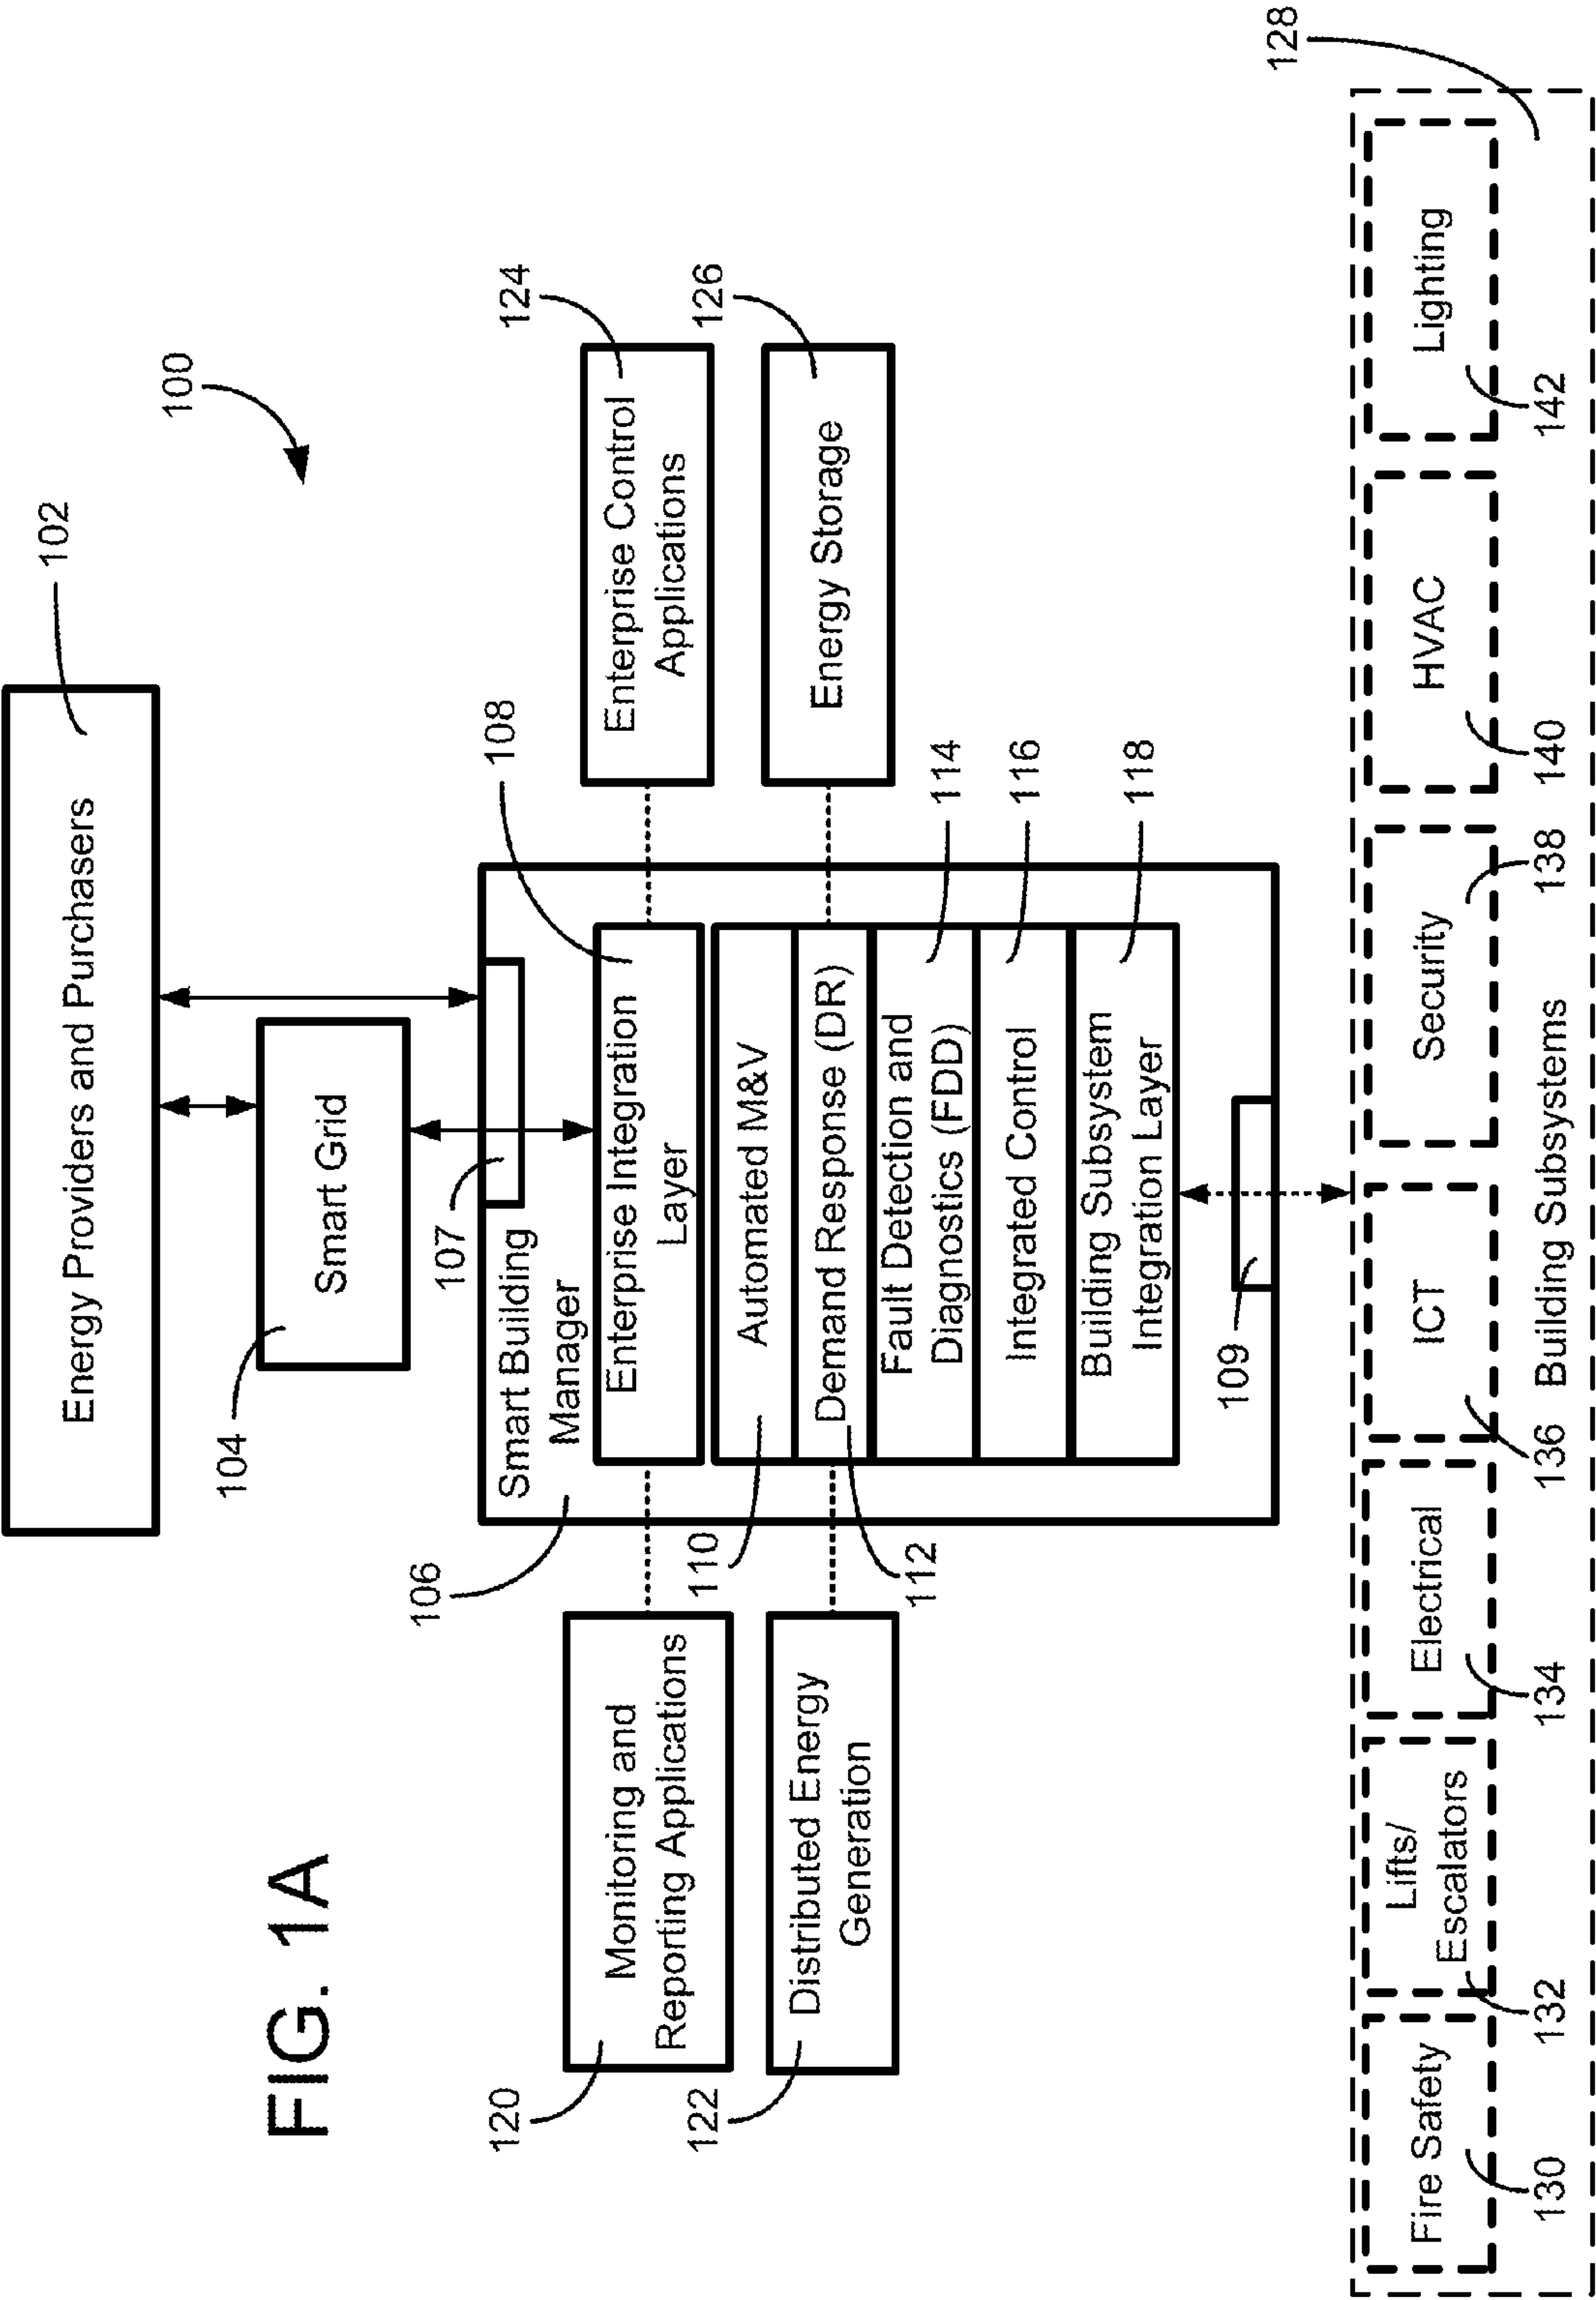 FIG. 1A
100
Energy Providers and Purchasers
102
104
Smart Grid
107
106
Smart Building
Manager
108
Enterprise Integration
Layer
120
Monitoring and
Reporting Applications
124
Enterprise Control
Applications
110
Automated M&V
122
Distributed Energy
Generation
112
Demand Response (DR)
126
Energy Storage
Fault Detection and
Diagnostics (FDD)
114
Integrated Control
116
Building Subsystem
Integration Layer
118
109
128
Fire Safety
Lifts/
Escalators
Electrical
ICT
Security
HVAC
Lighting
130
132
134
136
138
140
142
Building Subsystems